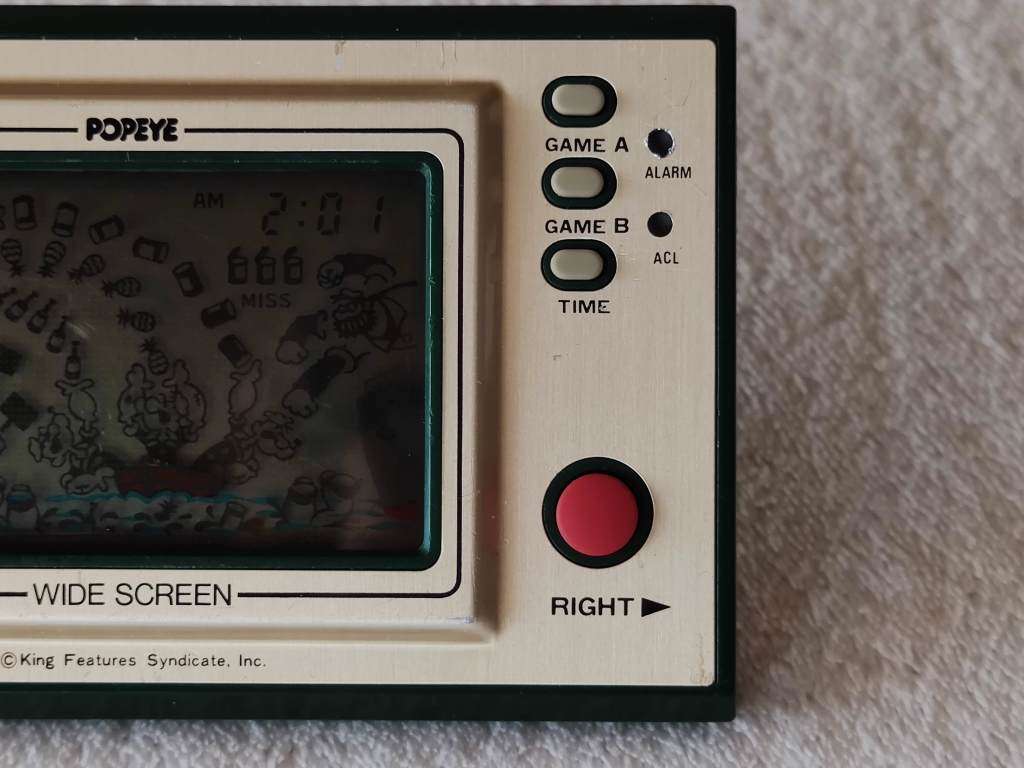 POPEYE
AM 2:01
MISS
GAME A
ALARM
GAME B
ACL
TIME
RIGHT
WIDE SCREEN
©King Features Syndicate, Inc.